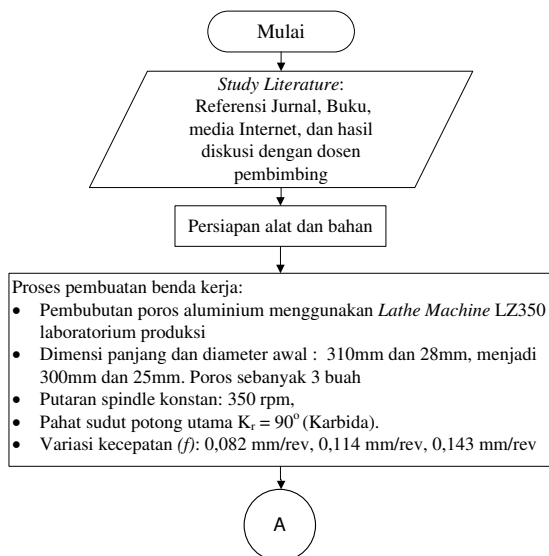 Mulai
Study Literature:
Referensi Jurnal, Buku,
media Internet, dan hasil
diskusi dengan dosen
pembimbing
Persiapan alat dan bahan
Proses pembuatan benda kerja:
• Pembubutan poros aluminium menggunakan Lathe Machine LZ350
laboratorium produksi
• Dimensi panjang dan diameter awal : 310mm dan 28mm, menjadi
300mm dan 25mm. Poros sebanyak 3 buah
• Putaran spindle konstan: 350 rpm,
• Pahat sudut potong utama Kr = 90o (Karbida).
• Variasi kecepatan (f): 0,082 mm/rev, 0,114 mm/rev, 0,143 mm/rev
A